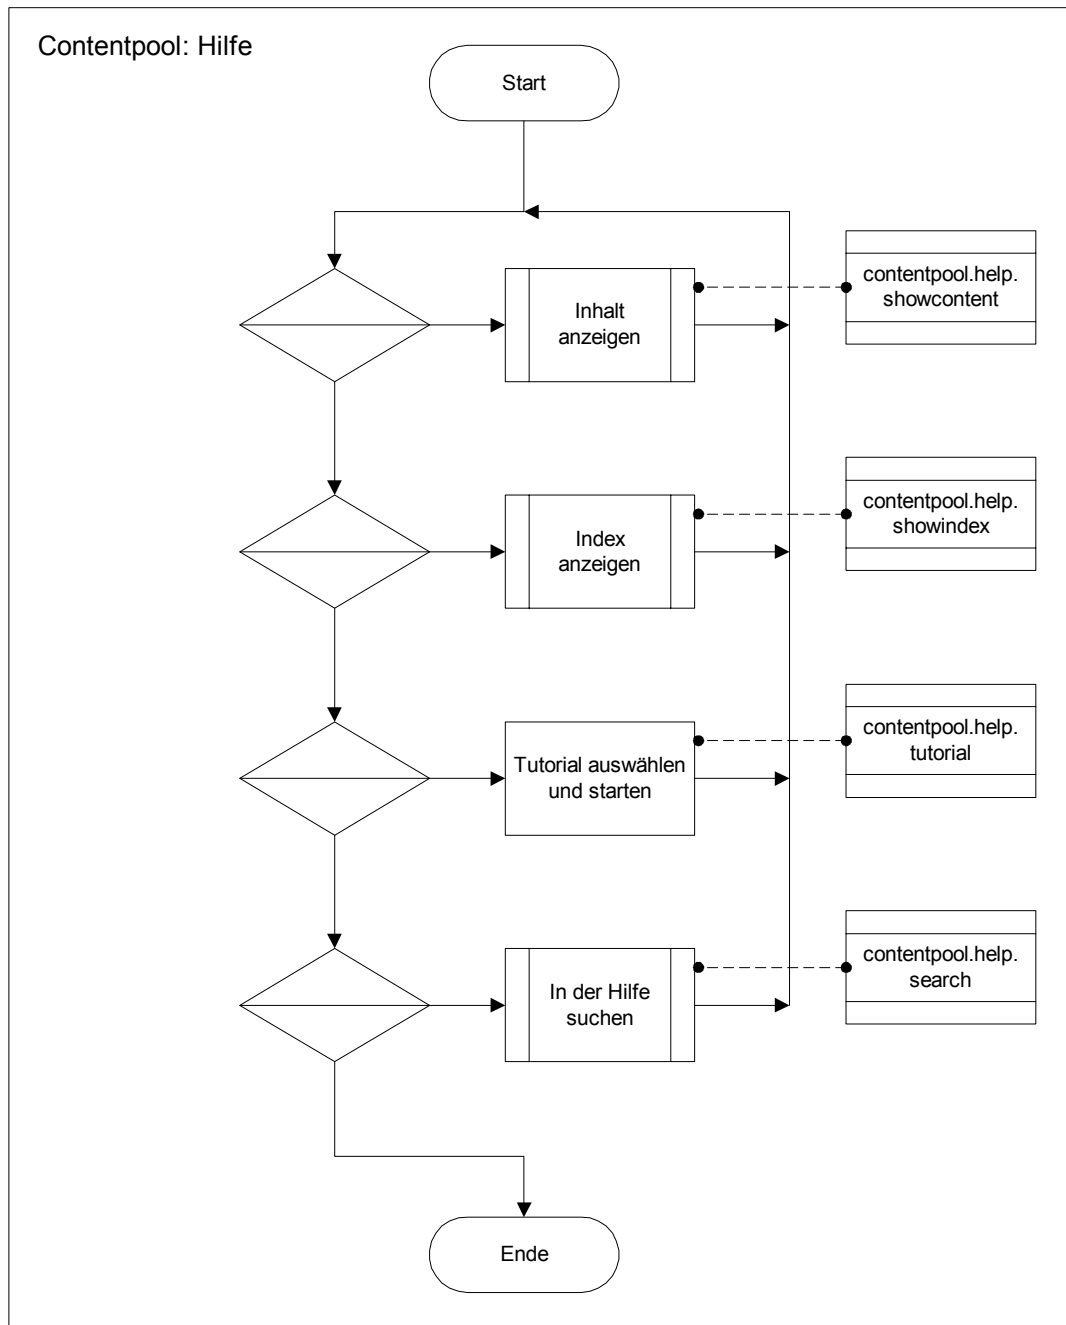 Contentpool: Hilfe
Start
Inhalt
anzeigen
contentpool.help.
showcontent
Index
anzeigen
contentpool.help.
showindex
Tutorial auswählen
und starten
contentpool.help.
tutorial
In der Hilfe
suchen
contentpool.help.
search
Ende